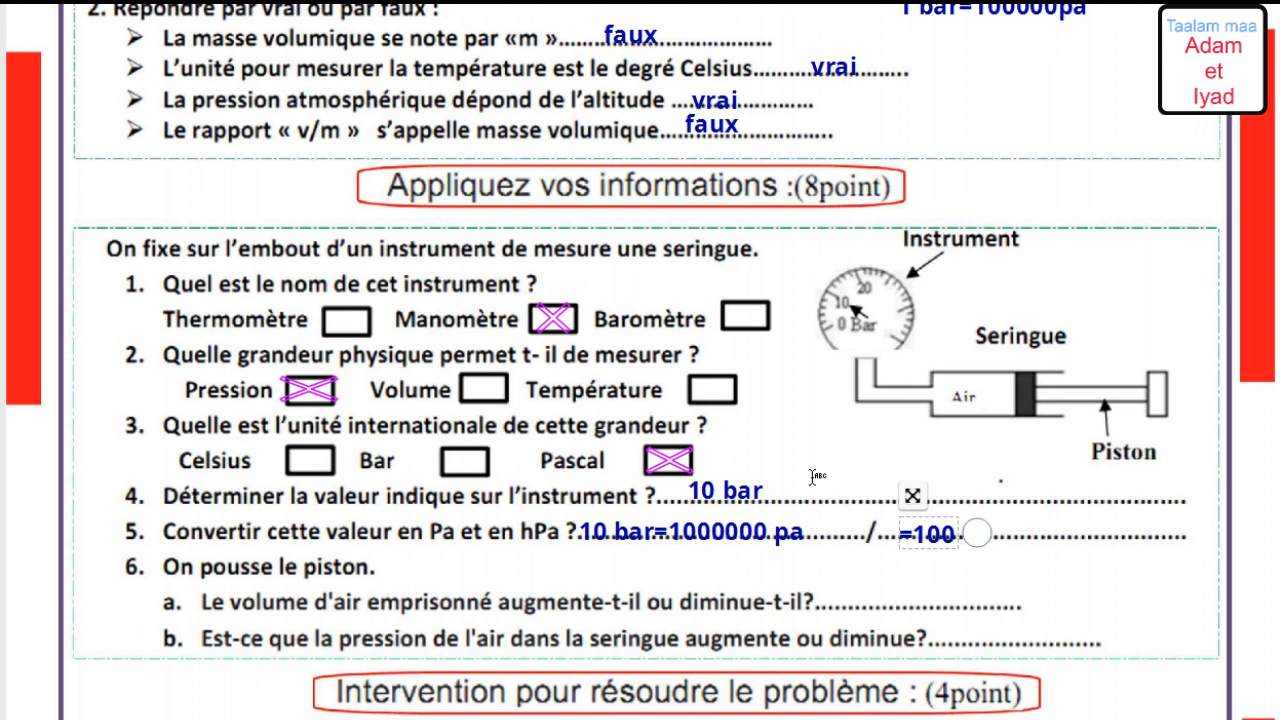 2. Répondre par vrai ou par faux :
1 bar=100000pa
Taalam maa
Adam
et
Iyad
➢ La masse volumique se note par «m »......faux..............................
➢ L'unité pour mesurer la température est le degré Celsius..........vrai..........
➢ La pression atmosphérique dépond de l'altitude ....vrai..............
➢ Le rapport « v/m » s'appelle masse volumique.....faux......................
Appliquez vos informations :(8point)
On fixe sur l'embout d'un instrument de mesure une seringue.
Instrument
1. Quel est le nom de cet instrument ?
Thermomètre Manomètre Baromètre
20
10
0 Bar
Seringue
2. Quelle grandeur physique permet t- il de mesurer ?
Pression Volume Température
Air
3. Quelle est l'unité internationale de cette grandeur ?
Celsius Bar Pascal
Piston
ABC
4. Déterminer la valeur indique sur l'instrument ?.....10 bar............................................................
5. Convertir cette valeur en Pa et en hPa ?.10 bar=1000000 pa........../....=100..............................
6. On pousse le piston.
a. Le volume d'air emprisonné augmente-t-il ou diminue-t-il?.................................
b. Est-ce que la pression de l'air dans la seringue augmente ou diminue?...........................
Intervention pour résoudre le problème : (4point)